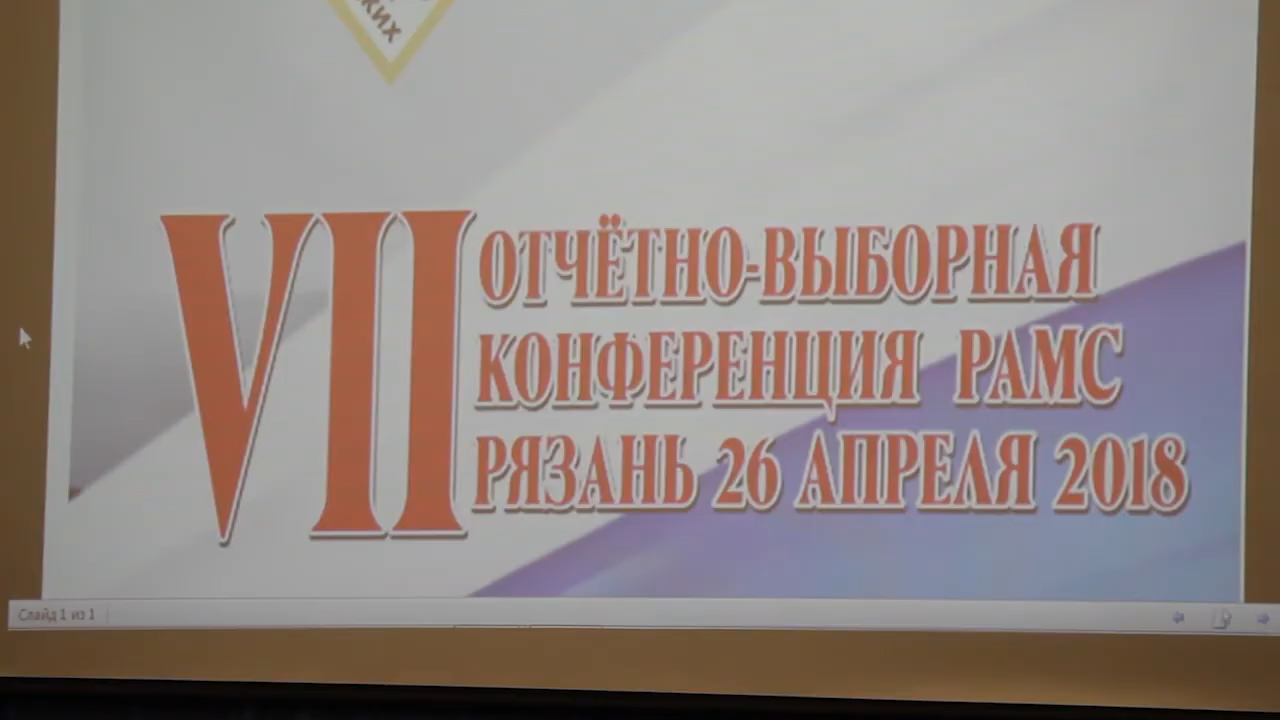 VII
ОТЧЁТНО-ВЫБОРНАЯ
КОНФЕРЕНЦИЯ РАМС
РЯЗАНЬ 26 АПРЕЛЯ 2018
Слайд 1 из 1